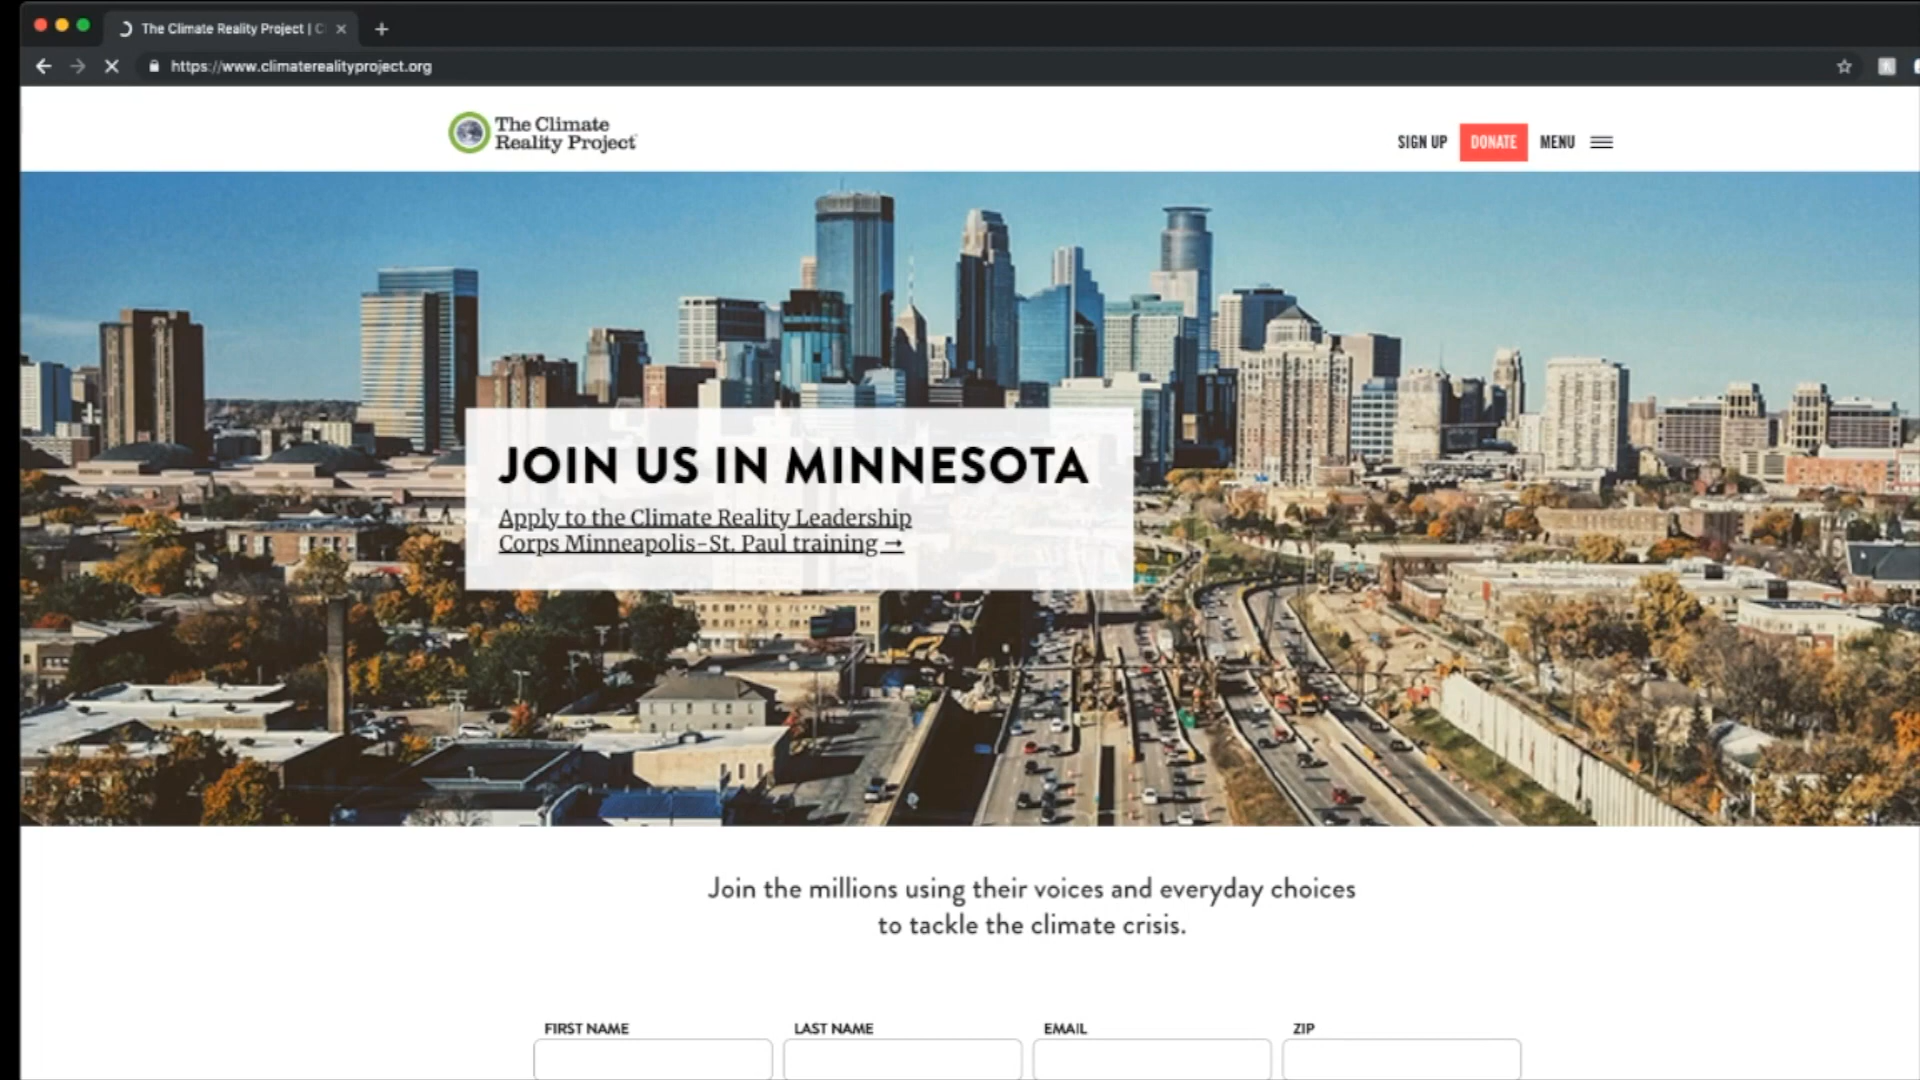 The Climate Reality Project | C
https://www.climaterealityproject.org
The Climate
Reality Project
SIGN UP
DONATE
MENU
JOIN US IN MINNESOTA
Apply to the Climate Reality Leadership
Corps Minneapolis–St. Paul training →
Join the millions using their voices and everyday choices
to tackle the climate crisis.
FIRST NAME
LAST NAME
EMAIL
ZIP